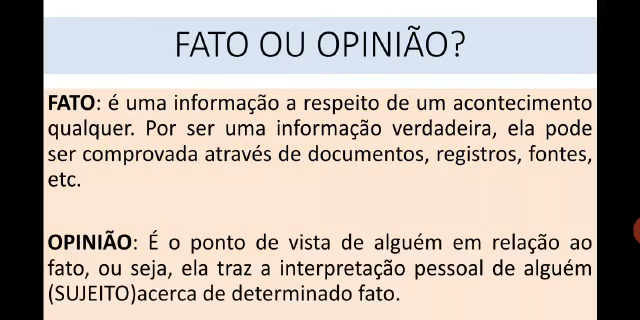 FATO OU OPINIÃO?
FATO: é uma informação a respeito de um acontecimento
qualquer. Por ser uma informação verdadeira, ela pode
ser comprovada através de documentos, registros, fontes,
etc.
OPINIÃO: É o ponto de vista de alguém em relação ao
fato, ou seja, ela traz a interpretação pessoal de alguém
(SUJEITO)acerca de determinado fato.